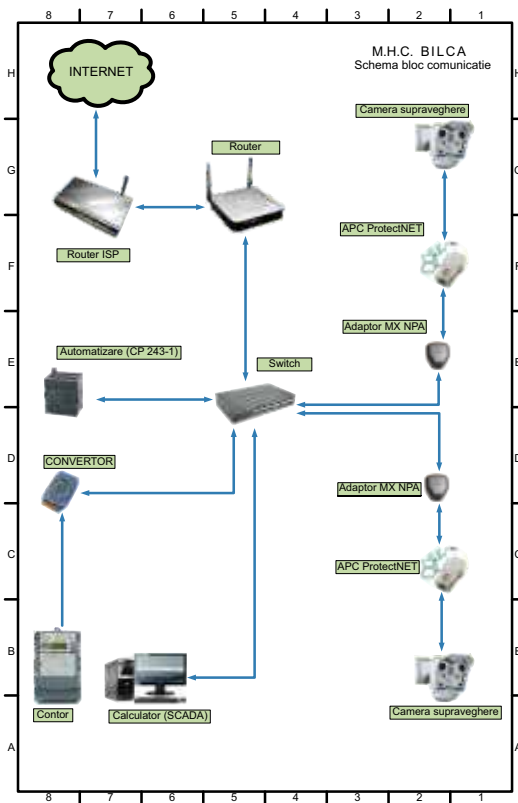 8 7 6 5 4 3 2 1
H
G
F
E
D
C
B
A
M.H.C. BILCA
Schema bloc comunicatie
INTERNET
Camera supraveghere
Router
Router ISP
APC ProtectNET
Adaptor MX NPA
Automatizare (CP 243-1)
Switch
CONVERTOR
Adaptor MX NPA
APC ProtectNET
Contor
Calculator (SCADA)
Camera supraveghere
H
G
F
E
D
C
B
A
8 7 6 5 4 3 2 1